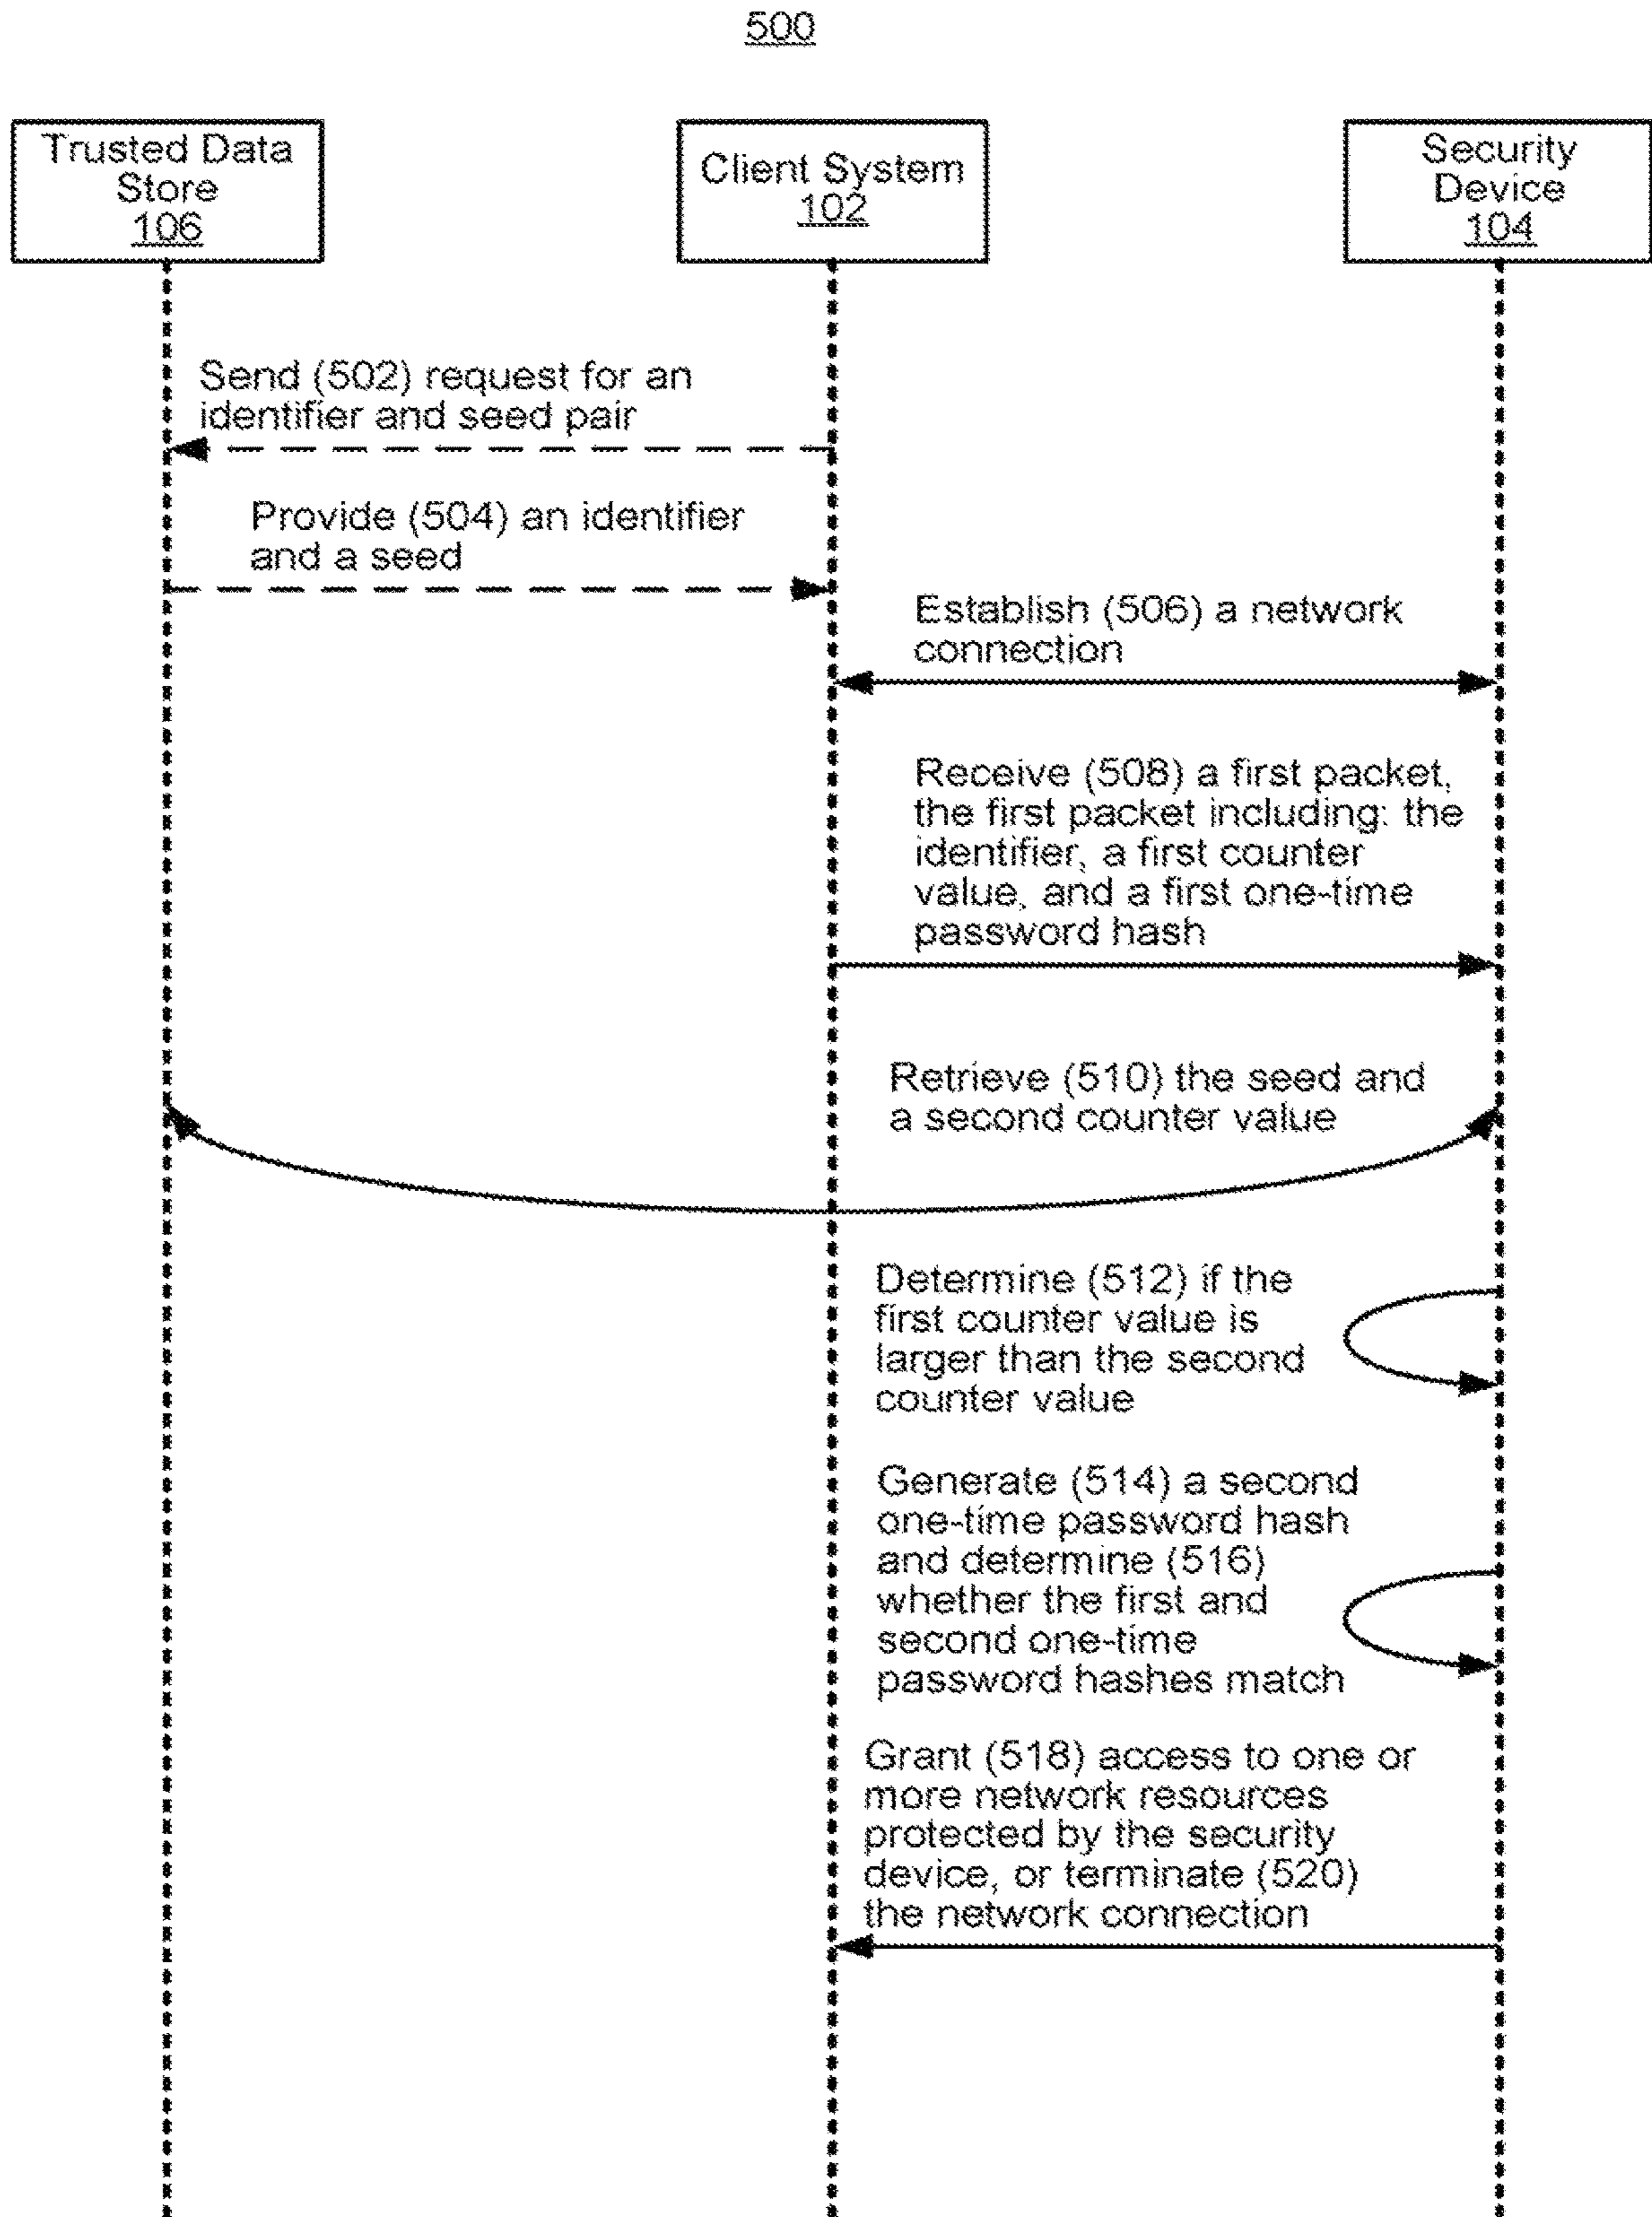 500
Trusted Data
Store
106
Client System
102
Security
Device
104
Send (502) request for an
identifier and seed pair
Provide (504) an identifier
and a seed
Establish (506) a network
connection
Receive (508) a first packet,
the first packet including: the
identifier, a first counter
value, and a first one-time
password hash
Retrieve (510) the seed and
a second counter value
Determine (512) if the
first counter value is
larger than the second
counter value
Generate (514) a second
one-time password hash
and determine (516)
whether the first and
second one-time
password hashes match
Grant (518) access to one or
more network resources
protected by the security
device, or terminate (520)
the network connection